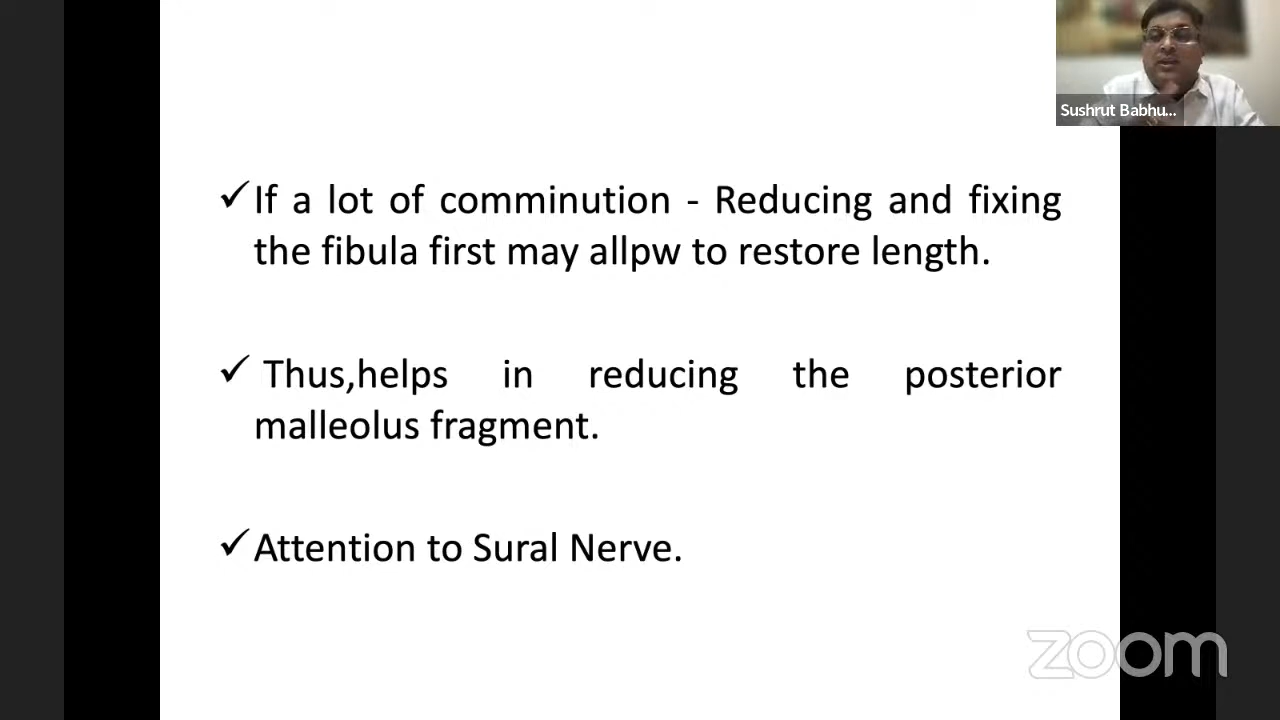 Sushrut Babhu...
✓If a lot of comminution - Reducing and fixing
the fibula first may allpw to restore length.
✓ Thus,helps in reducing the posterior
malleolus fragment.
✓Attention to Sural Nerve.
zoom